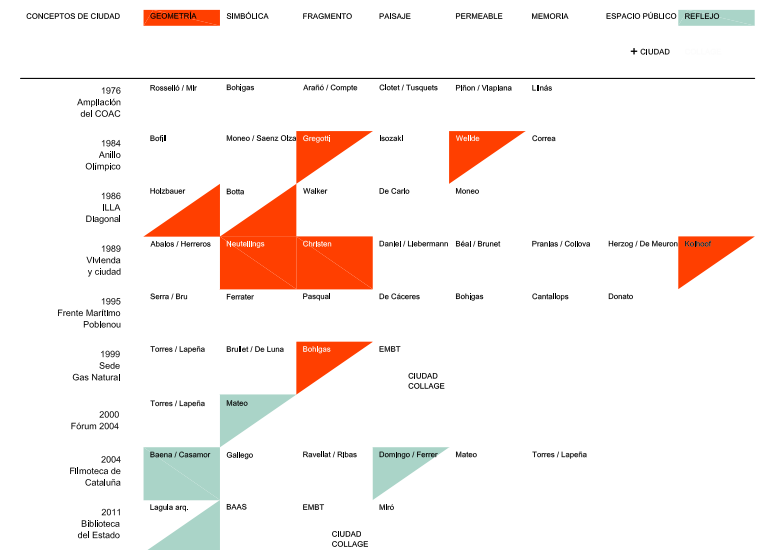 CONCEPTOS DE CIUDAD GEOMETRÍA SIMBÓLICA FRAGMENTO PAISAJE PERMEABLE MEMORIA ESPACIO PÚBLICO REFLEJO
+ CIUDAD
1976 Rosselló / Mir Bohigas Arañó / Compte Clotet / Tusquets Piñon / Viaplana Llinás
Ampliación
del COAC
1984 Bofill Moneo / Saenz Oiza Gregotti Isozaki Weidle Correa
Anillo
Olímpico
1986 Holzbauer Botta Walker De Carlo Moneo
ILLA
Diagonal
1989 Abalos / Herreros Neutelings Christen Daniel / Liebermann Béal / Brunet Pranlas / Collova Herzog / De Meuron Kolhoof
Vivienda
y ciudad
1995 Serra / Bru Ferrater Pasqual De Cáceres Bohigas Cantallops Donato
Frente Marítimo
Poblenou
1999 Torres / Lapeña Brullet / De Luna Bohigas EMBT
Sede
Gas Natural
CIUDAD
COLLAGE
Torres / Lapeña Mateo
2000
Fórum 2004
2004 Baena / Casamor Gallego Ravellat / Ribas Domingo / Ferrer Mateo Torres / Lapeña
Filmoteca de
Cataluña
2011 Lagula arq. BAAS EMBT Miró
Biblioteca
del Estado
CIUDAD
COLLAGE